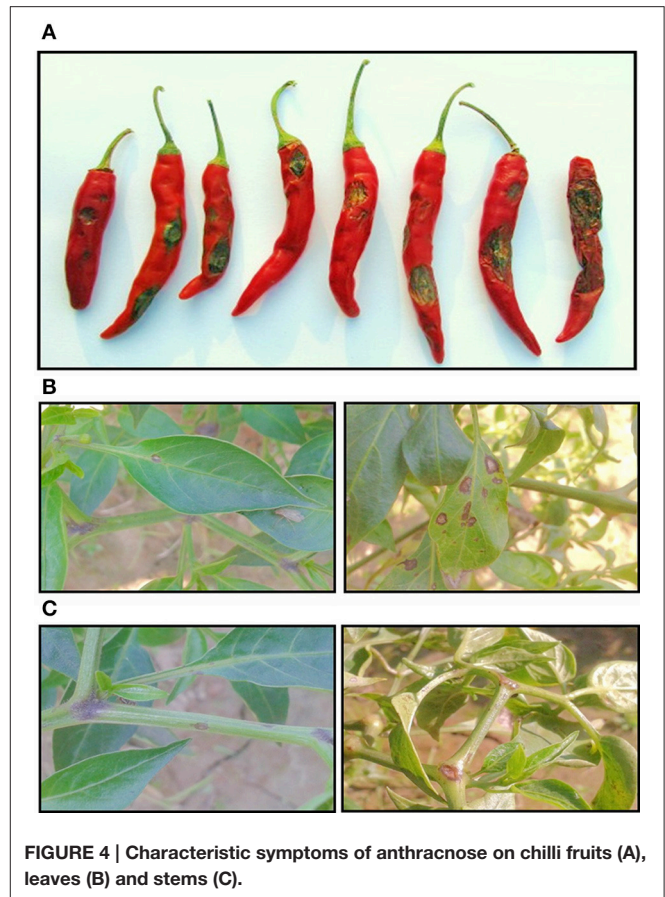 A
B
C
FIGURE 4 | Characteristic symptoms of anthracnose on chilli fruits (A),
leaves (B) and stems (C).